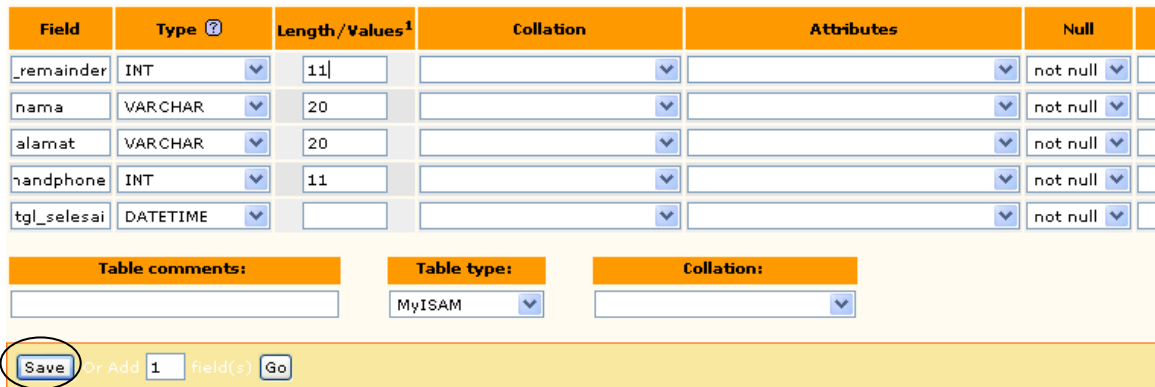 Field Type ? Length/Values1 Collation Attributes Null
_remainder INT 11 not null
nama VARCHAR 20 not null
alamat VARCHAR 20 not null
handphone INT 11 not null
tgl_selesai DATETIME not null
Table comments: Table type: Collation:
MyISAM
Save Or Add 1 field(s) Go